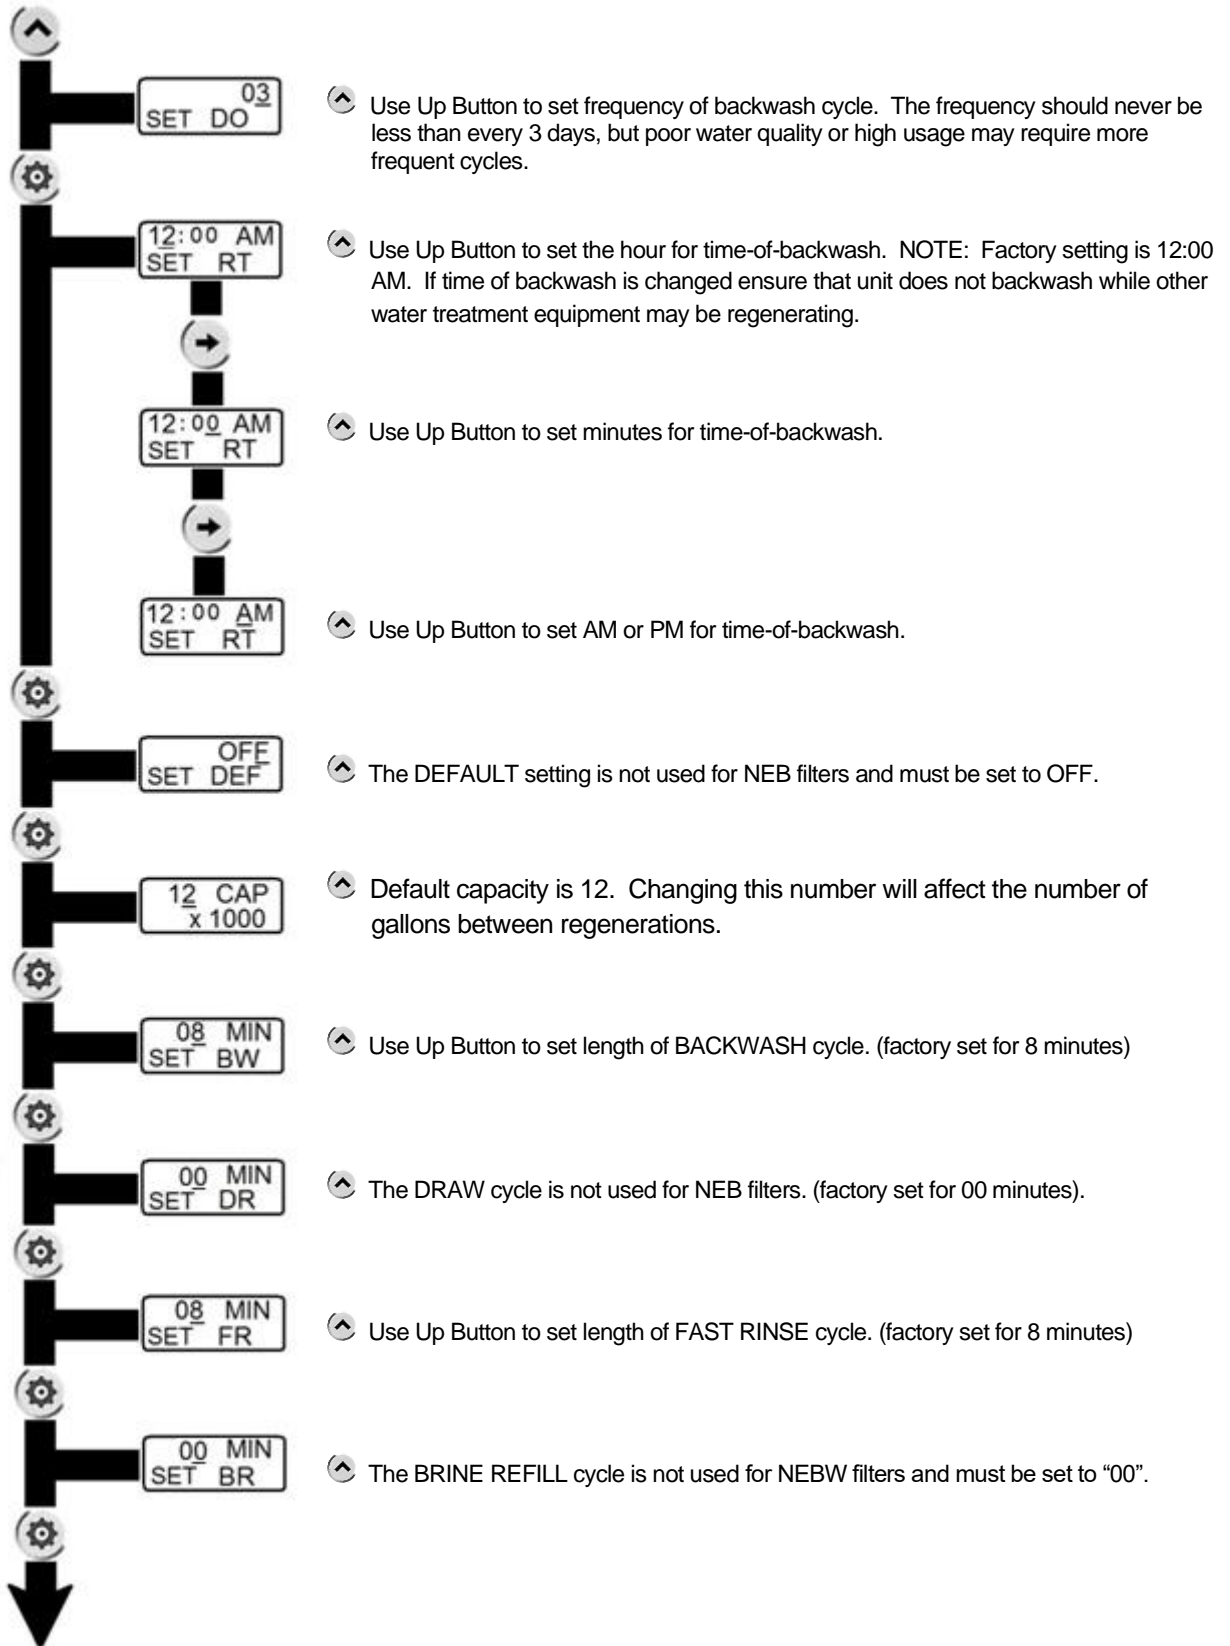 03
SET DO
Use Up Button to set frequency of backwash cycle. The frequency should never be
less than every 3 days, but poor water quality or high usage may require more
frequent cycles.
12:00 AM
SET RT
Use Up Button to set the hour for time-of-backwash. NOTE: Factory setting is 12:00
AM. If time of backwash is changed ensure that unit does not backwash while other
water treatment equipment may be regenerating.
12:00 AM
SET RT
Use Up Button to set minutes for time-of-backwash.
12:00 AM
SET RT
Use Up Button to set AM or PM for time-of-backwash.
OFF
SET DEF
The DEFAULT setting is not used for NEB filters and must be set to OFF.
12 CAP
x 1000
Default capacity is 12. Changing this number will affect the number of
gallons between regenerations.
08 MIN
SET BW
Use Up Button to set length of BACKWASH cycle. (factory set for 8 minutes)
00 MIN
SET DR
The DRAW cycle is not used for NEB filters. (factory set for 00 minutes).
08 MIN
SET FR
Use Up Button to set length of FAST RINSE cycle. (factory set for 8 minutes)
00 MIN
SET BR
The BRINE REFILL cycle is not used for NEBW filters and must be set to “00”.